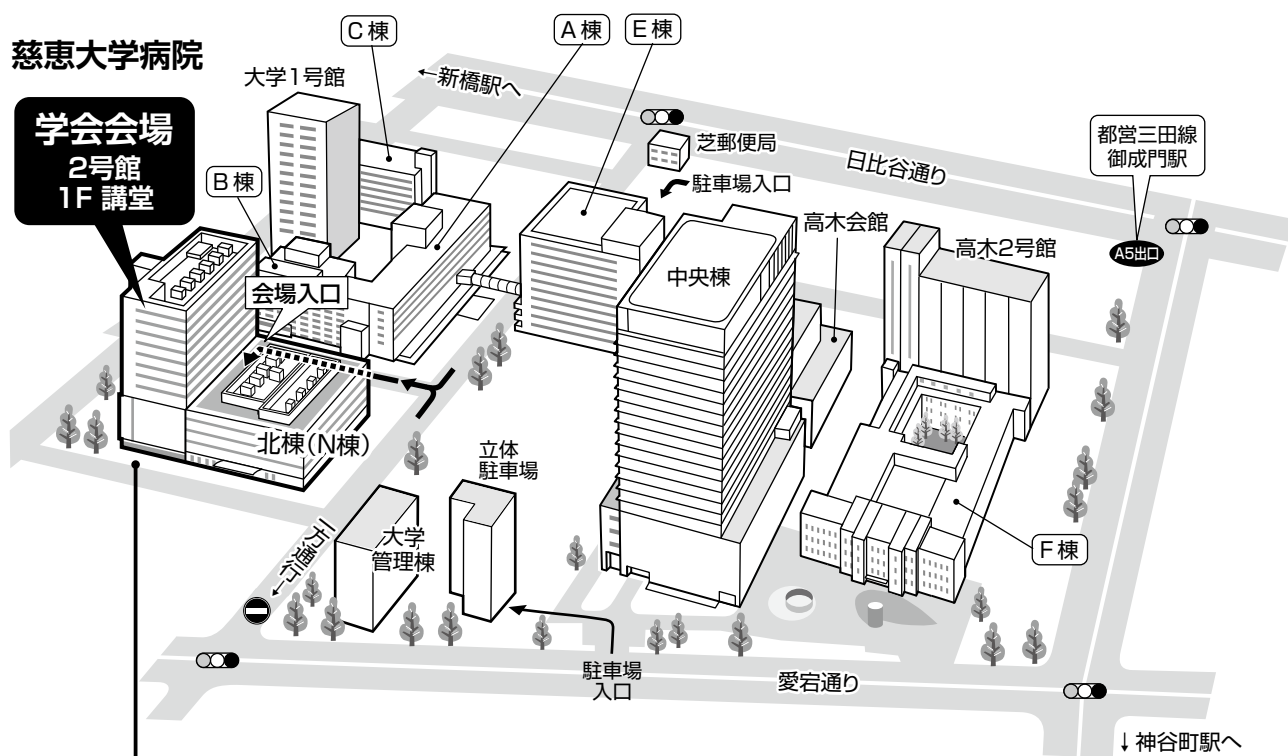 慈恵大学病院
学会会場
2号館
1F 講堂
大学1号館
C棟
A棟
E棟
←新橋駅へ
芝郵便局
駐車場入口
日比谷通り
都営三田線
御成門駅
A5出口
B棟
会場入口
中央棟
高木会館
高木2号館
北棟(N棟)
立体
駐車場
大学
管理棟
一方通行→
F棟
駐車場
入口
愛宕通り
↓神谷町駅へ